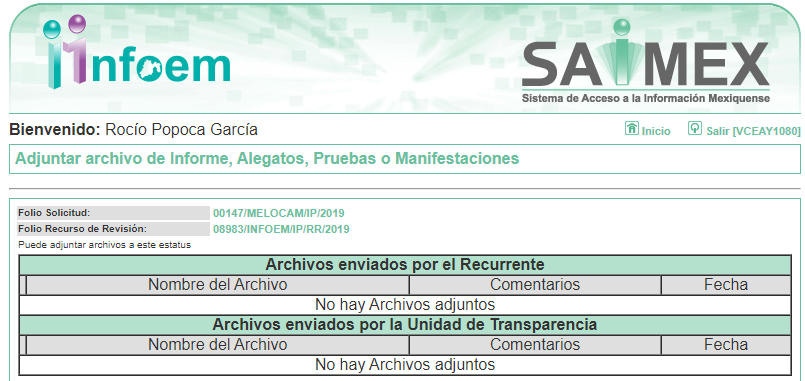 infoem
SAIMEX
Sistema de Acceso a la Información Mexiquense
Bienvenido: Rocío Popoca García
Inicio Salir [VCEAY1080]
Adjuntar archivo de Informe, Alegatos, Pruebas o Manifestaciones
Folio Solicitud: 00147/MELOCAM/IP/2019
Folio Recurso de Revisión: 08983/INFOEM/IP/RR/2019
Puede adjuntar archivos a este estatus
Archivos enviados por el Recurrente
Nombre del Archivo Comentarios Fecha
No hay Archivos adjuntos
Archivos enviados por la Unidad de Transparencia
Nombre del Archivo Comentarios Fecha
No hay Archivos adjuntos